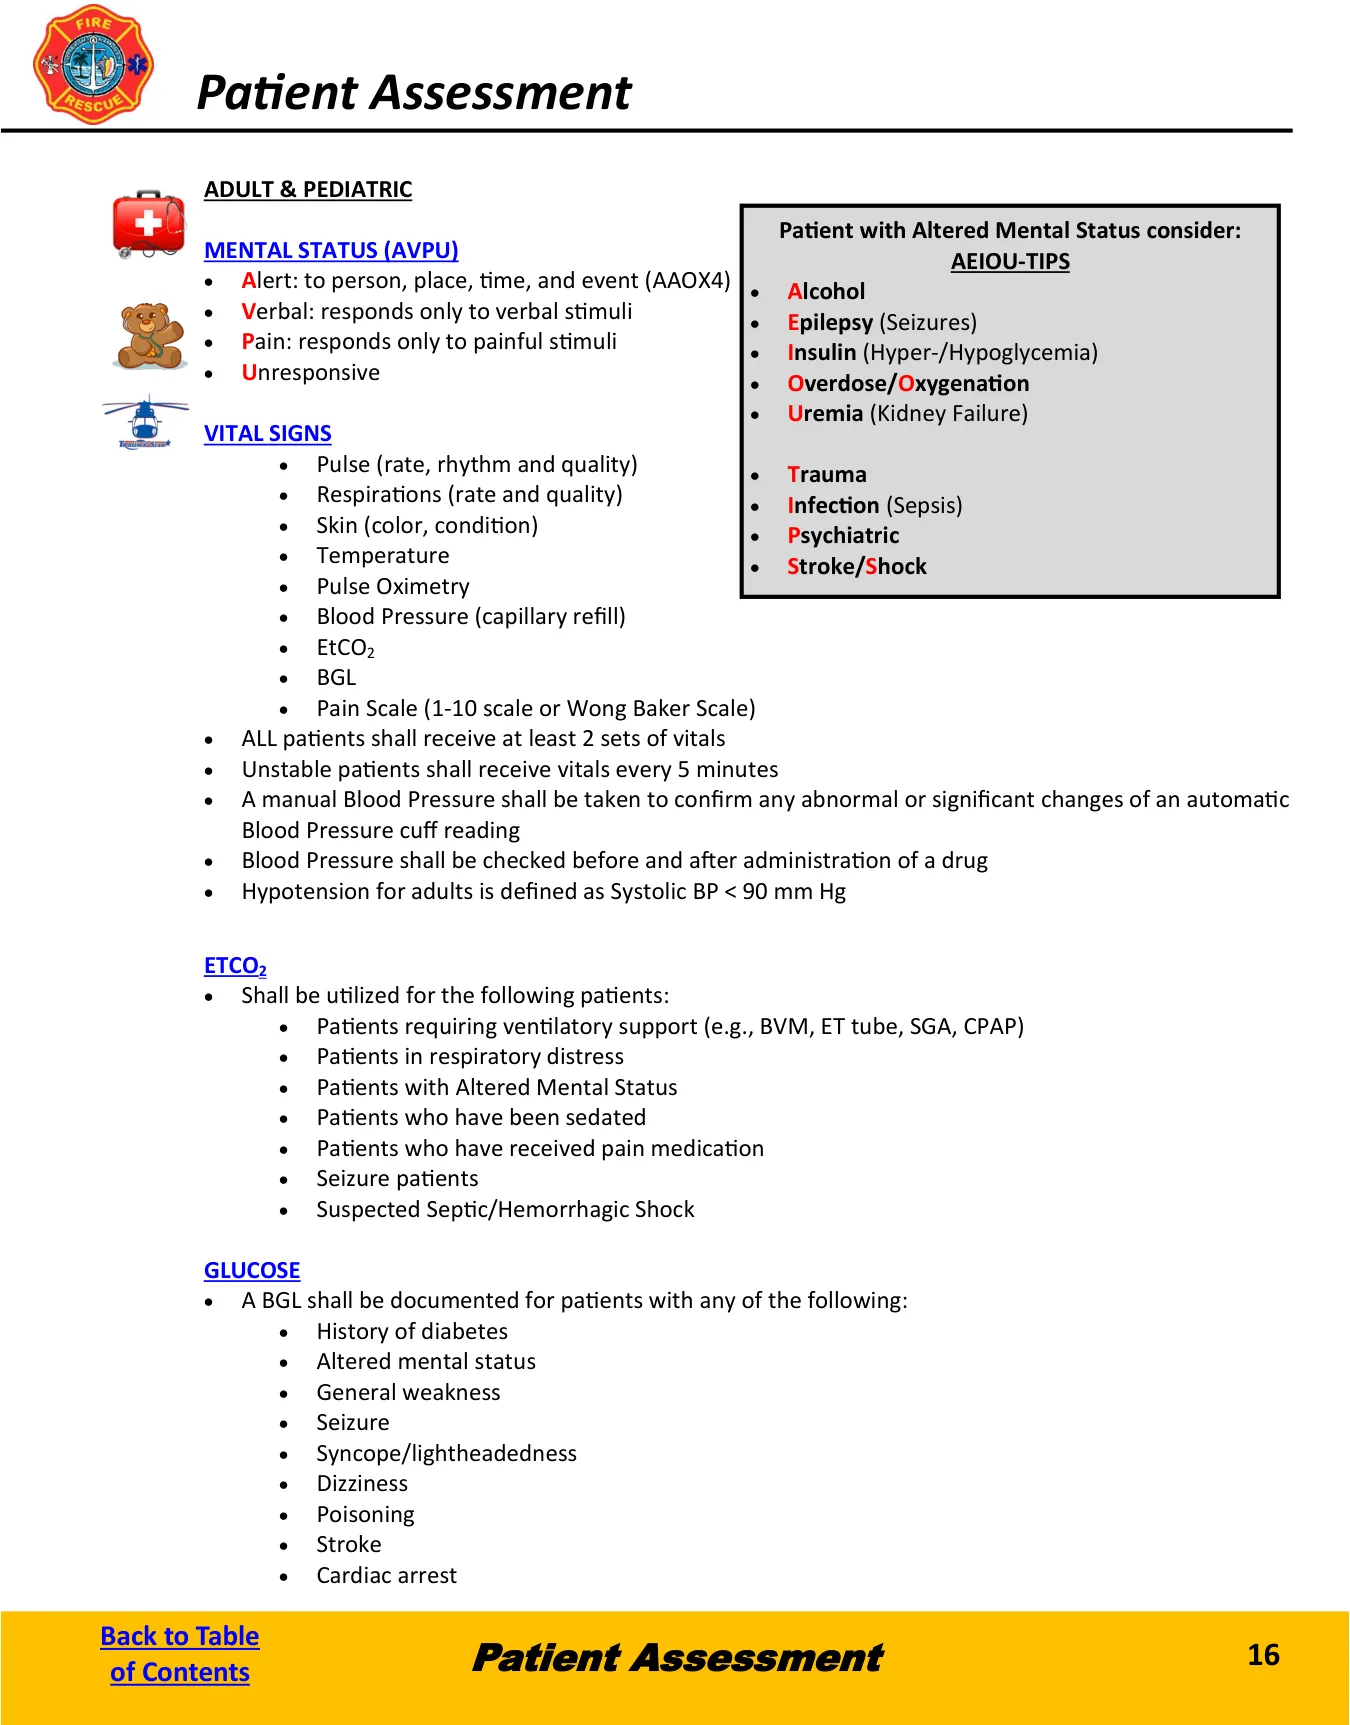 FIRE
RESCUE
Patient Assessment
ADULT & PEDIATRIC
MENTAL STATUS (AVPU)
• Alert: to person, place, time, and event (AAOX4)
• Verbal: responds only to verbal stimuli
• Pain: responds only to painful stimuli
• Unresponsive
Patient with Altered Mental Status consider:
AEIOU-TIPS
• Alcohol
• Epilepsy (Seizures)
• Insulin (Hyper-/Hypoglycemia)
• Overdose/Oxygenation
• Uremia (Kidney Failure)
• Trauma
• Infection (Sepsis)
• Psychiatric
• Stroke/Shock
VITAL SIGNS
• Pulse (rate, rhythm and quality)
• Respirations (rate and quality)
• Skin (color, condition)
• Temperature
• Pulse Oximetry
• Blood Pressure (capillary refill)
• EtCO₂
• BGL
• Pain Scale (1-10 scale or Wong Baker Scale)
• ALL patients shall receive at least 2 sets of vitals
• Unstable patients shall receive vitals every 5 minutes
• A manual Blood Pressure shall be taken to confirm any abnormal or significant changes of an automatic
Blood Pressure cuff reading
• Blood Pressure shall be checked before and after administration of a drug
• Hypotension for adults is defined as Systolic BP < 90 mm Hg
ETCO₂
• Shall be utilized for the following patients:
• Patients requiring ventilatory support (e.g., BVM, ET tube, SGA, CPAP)
• Patients in respiratory distress
• Patients with Altered Mental Status
• Patients who have been sedated
• Patients who have received pain medication
• Seizure patients
• Suspected Septic/Hemorrhagic Shock
GLUCOSE
• A BGL shall be documented for patients with any of the following:
• History of diabetes
• Altered mental status
• General weakness
• Seizure
• Syncope/lightheadedness
• Dizziness
• Poisoning
• Stroke
• Cardiac arrest
Back to Table
of Contents
Patient Assessment
16